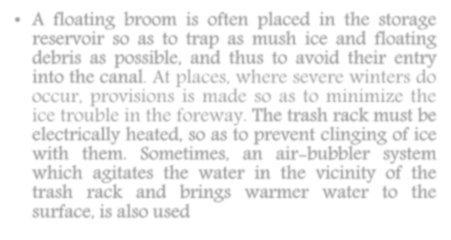 • A floating broom is often placed in the storage
reservoir so as to trap as mush ice and floating
debris as possible, and thus to avoid their entry
into the canal. At places, where severe winters do
occur, provisions is made so as to minimize the
ice trouble in the foreway. The trash rack must be
electrically heated, so as to prevent clinging of ice
with them. Sometimes, an air-bubbler system
which agitates the water in the vicinity of the
trash rack and brings warmer water to the
surface, is also used